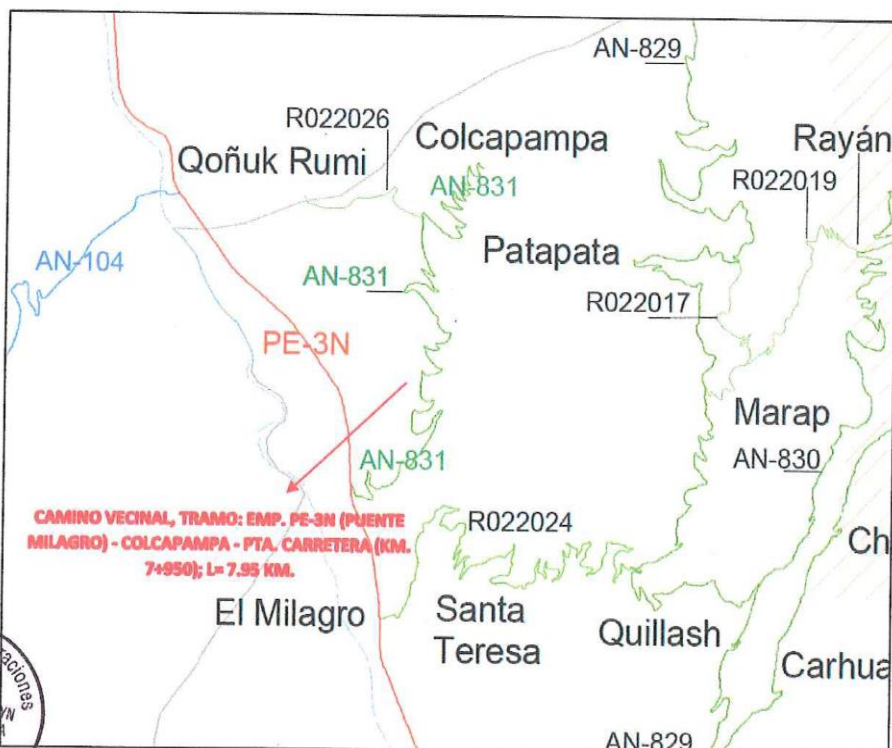 AN-829
R022026
Colcapampa
Rayán
Qoñuk Rumi
AN-831
R022019
AN-104
AN-831
Patapata
R022017
PE-3N
Marap
AN-831
AN-830
CAMINO VECINAL, TRAMO: EMP. PE-3N (PUENTE
MILAGRO) - COLCAPAMPA - PTA. CARRETERA (KM.
7+950); L= 7.95 KM.
R022024
Ch
El Milagro
Santa
Teresa
Quillash
Carhua
raciones
AN-829